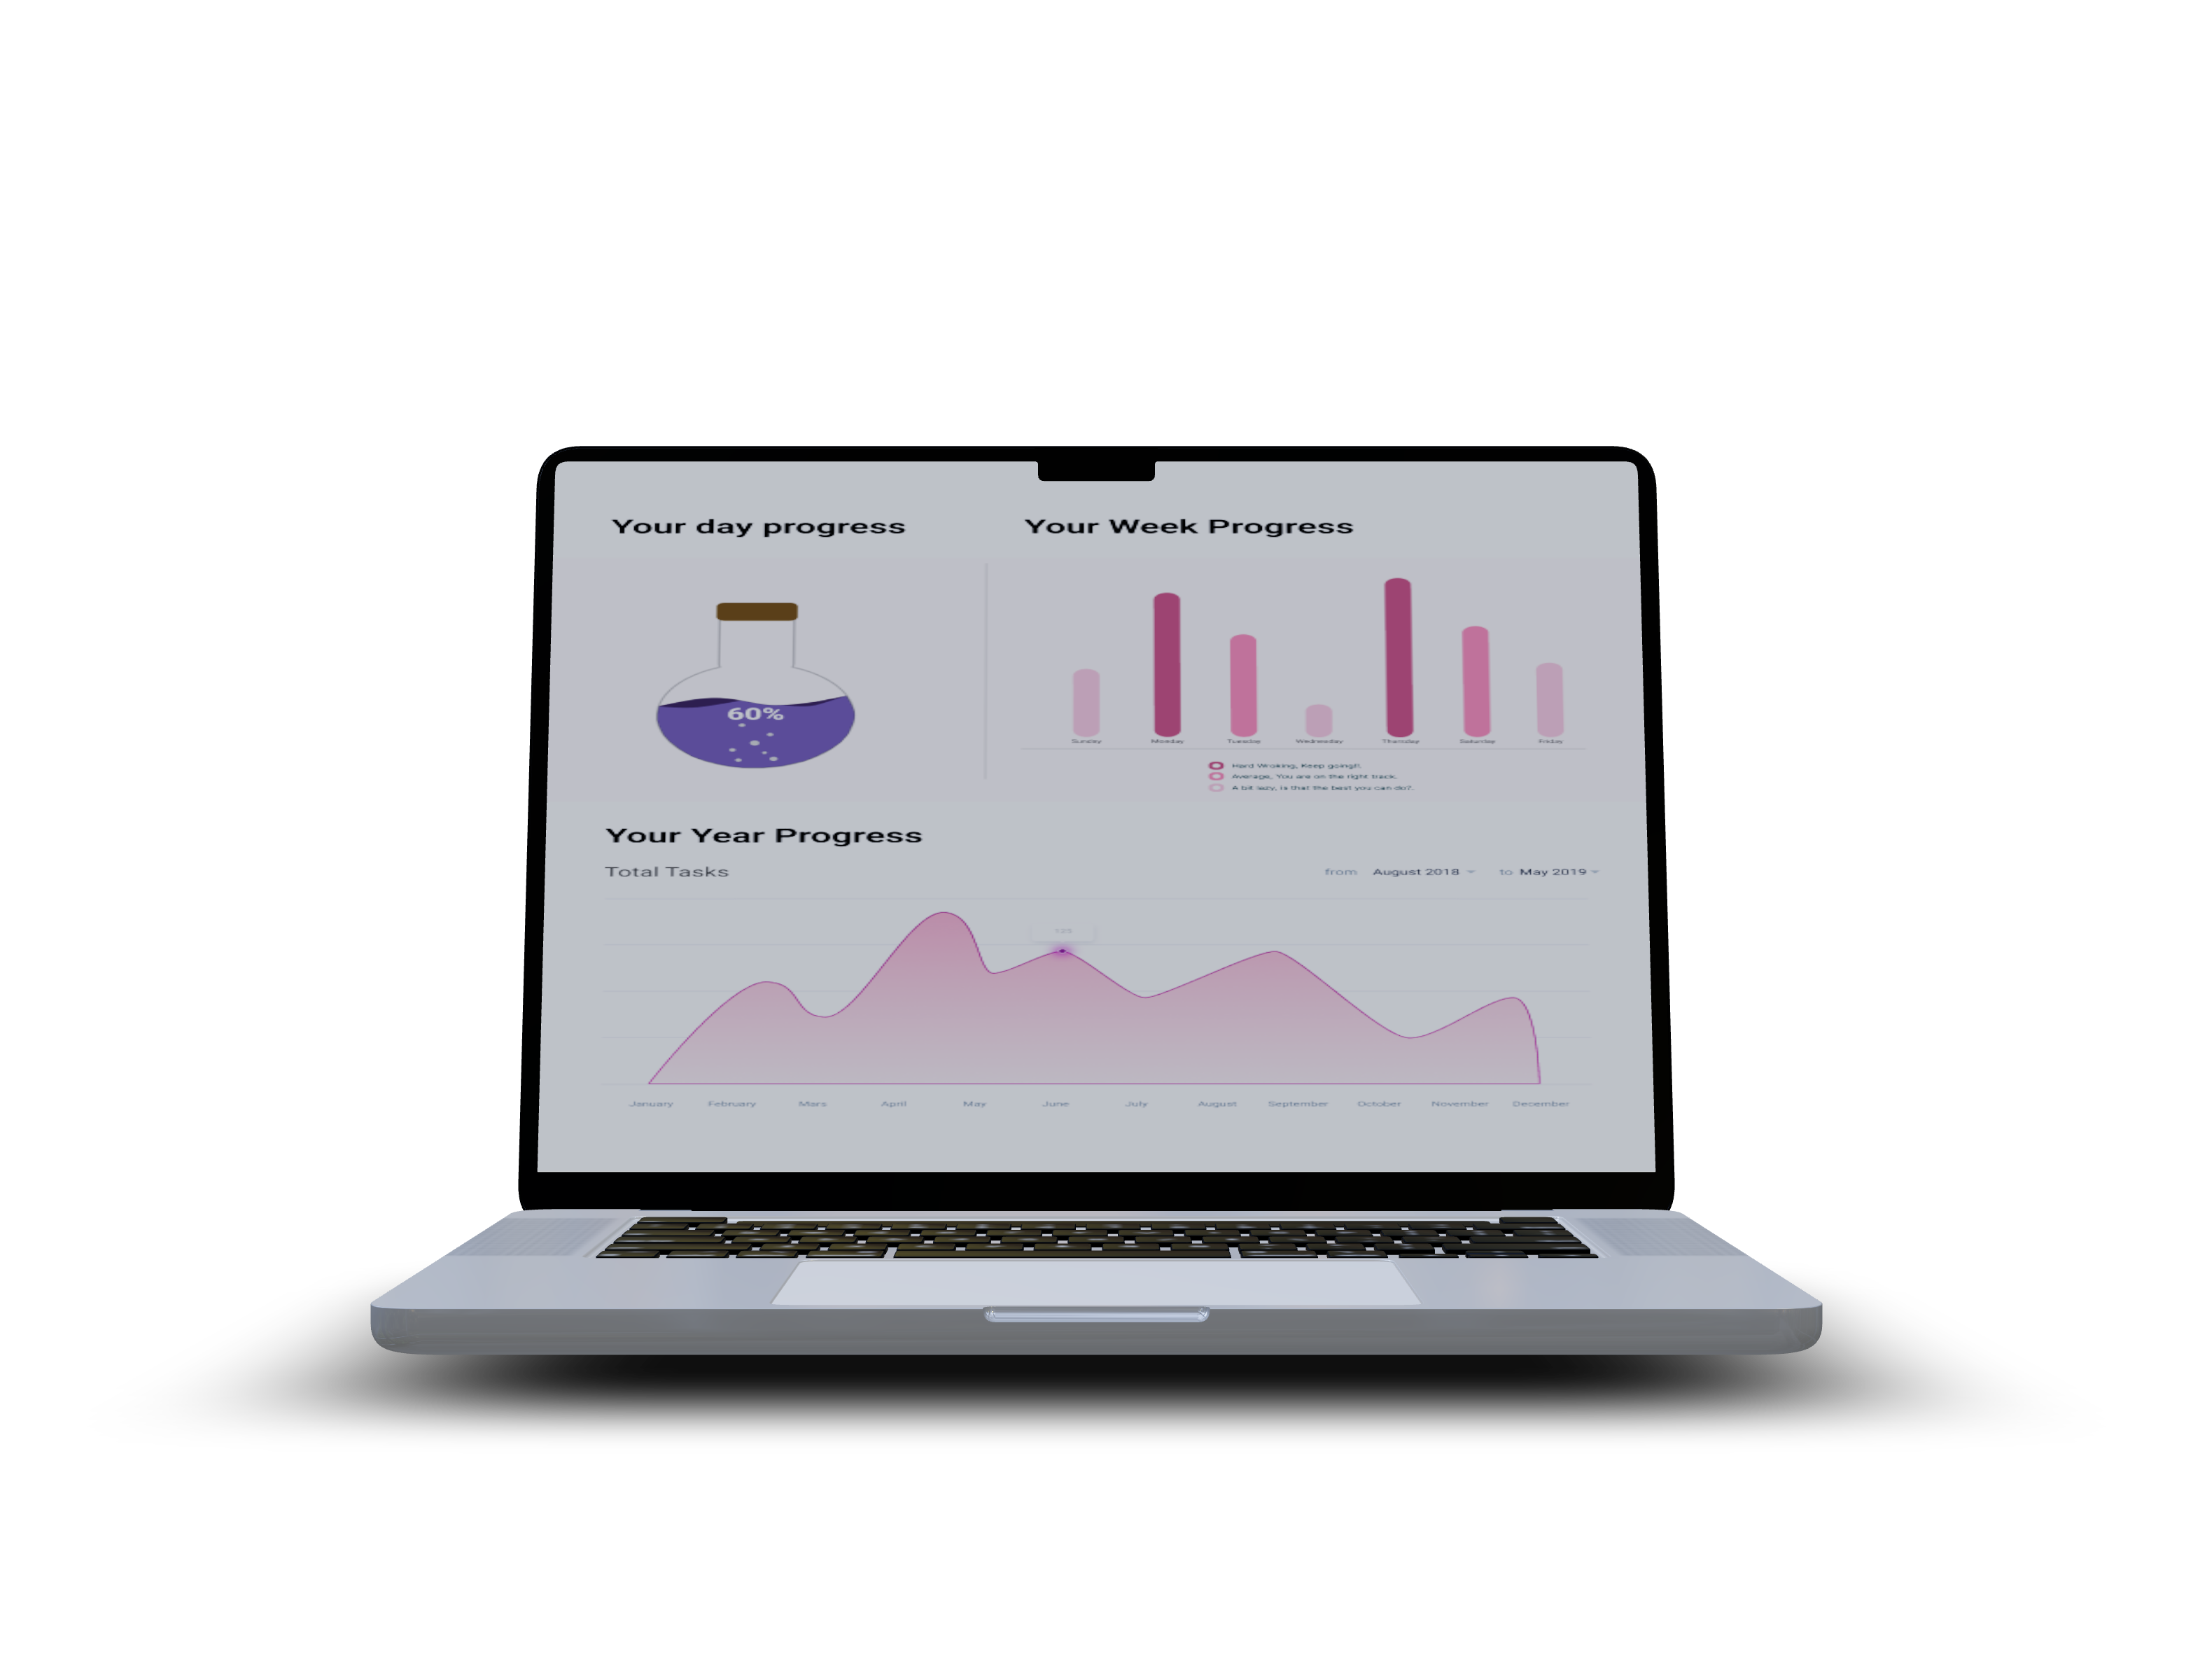 Your day progress
Your Week Progress
60%
Sunday Monday Tuesday Wednesday Thursday Saturday Friday
Hard Wroking, Keep going!!.
Average, You are on the right track.
A bit lazy, is that the best you can do?.
Your Year Progress
Total Tasks
from August 2018 to May 2019
123
January February Mars April May June July August September October November December